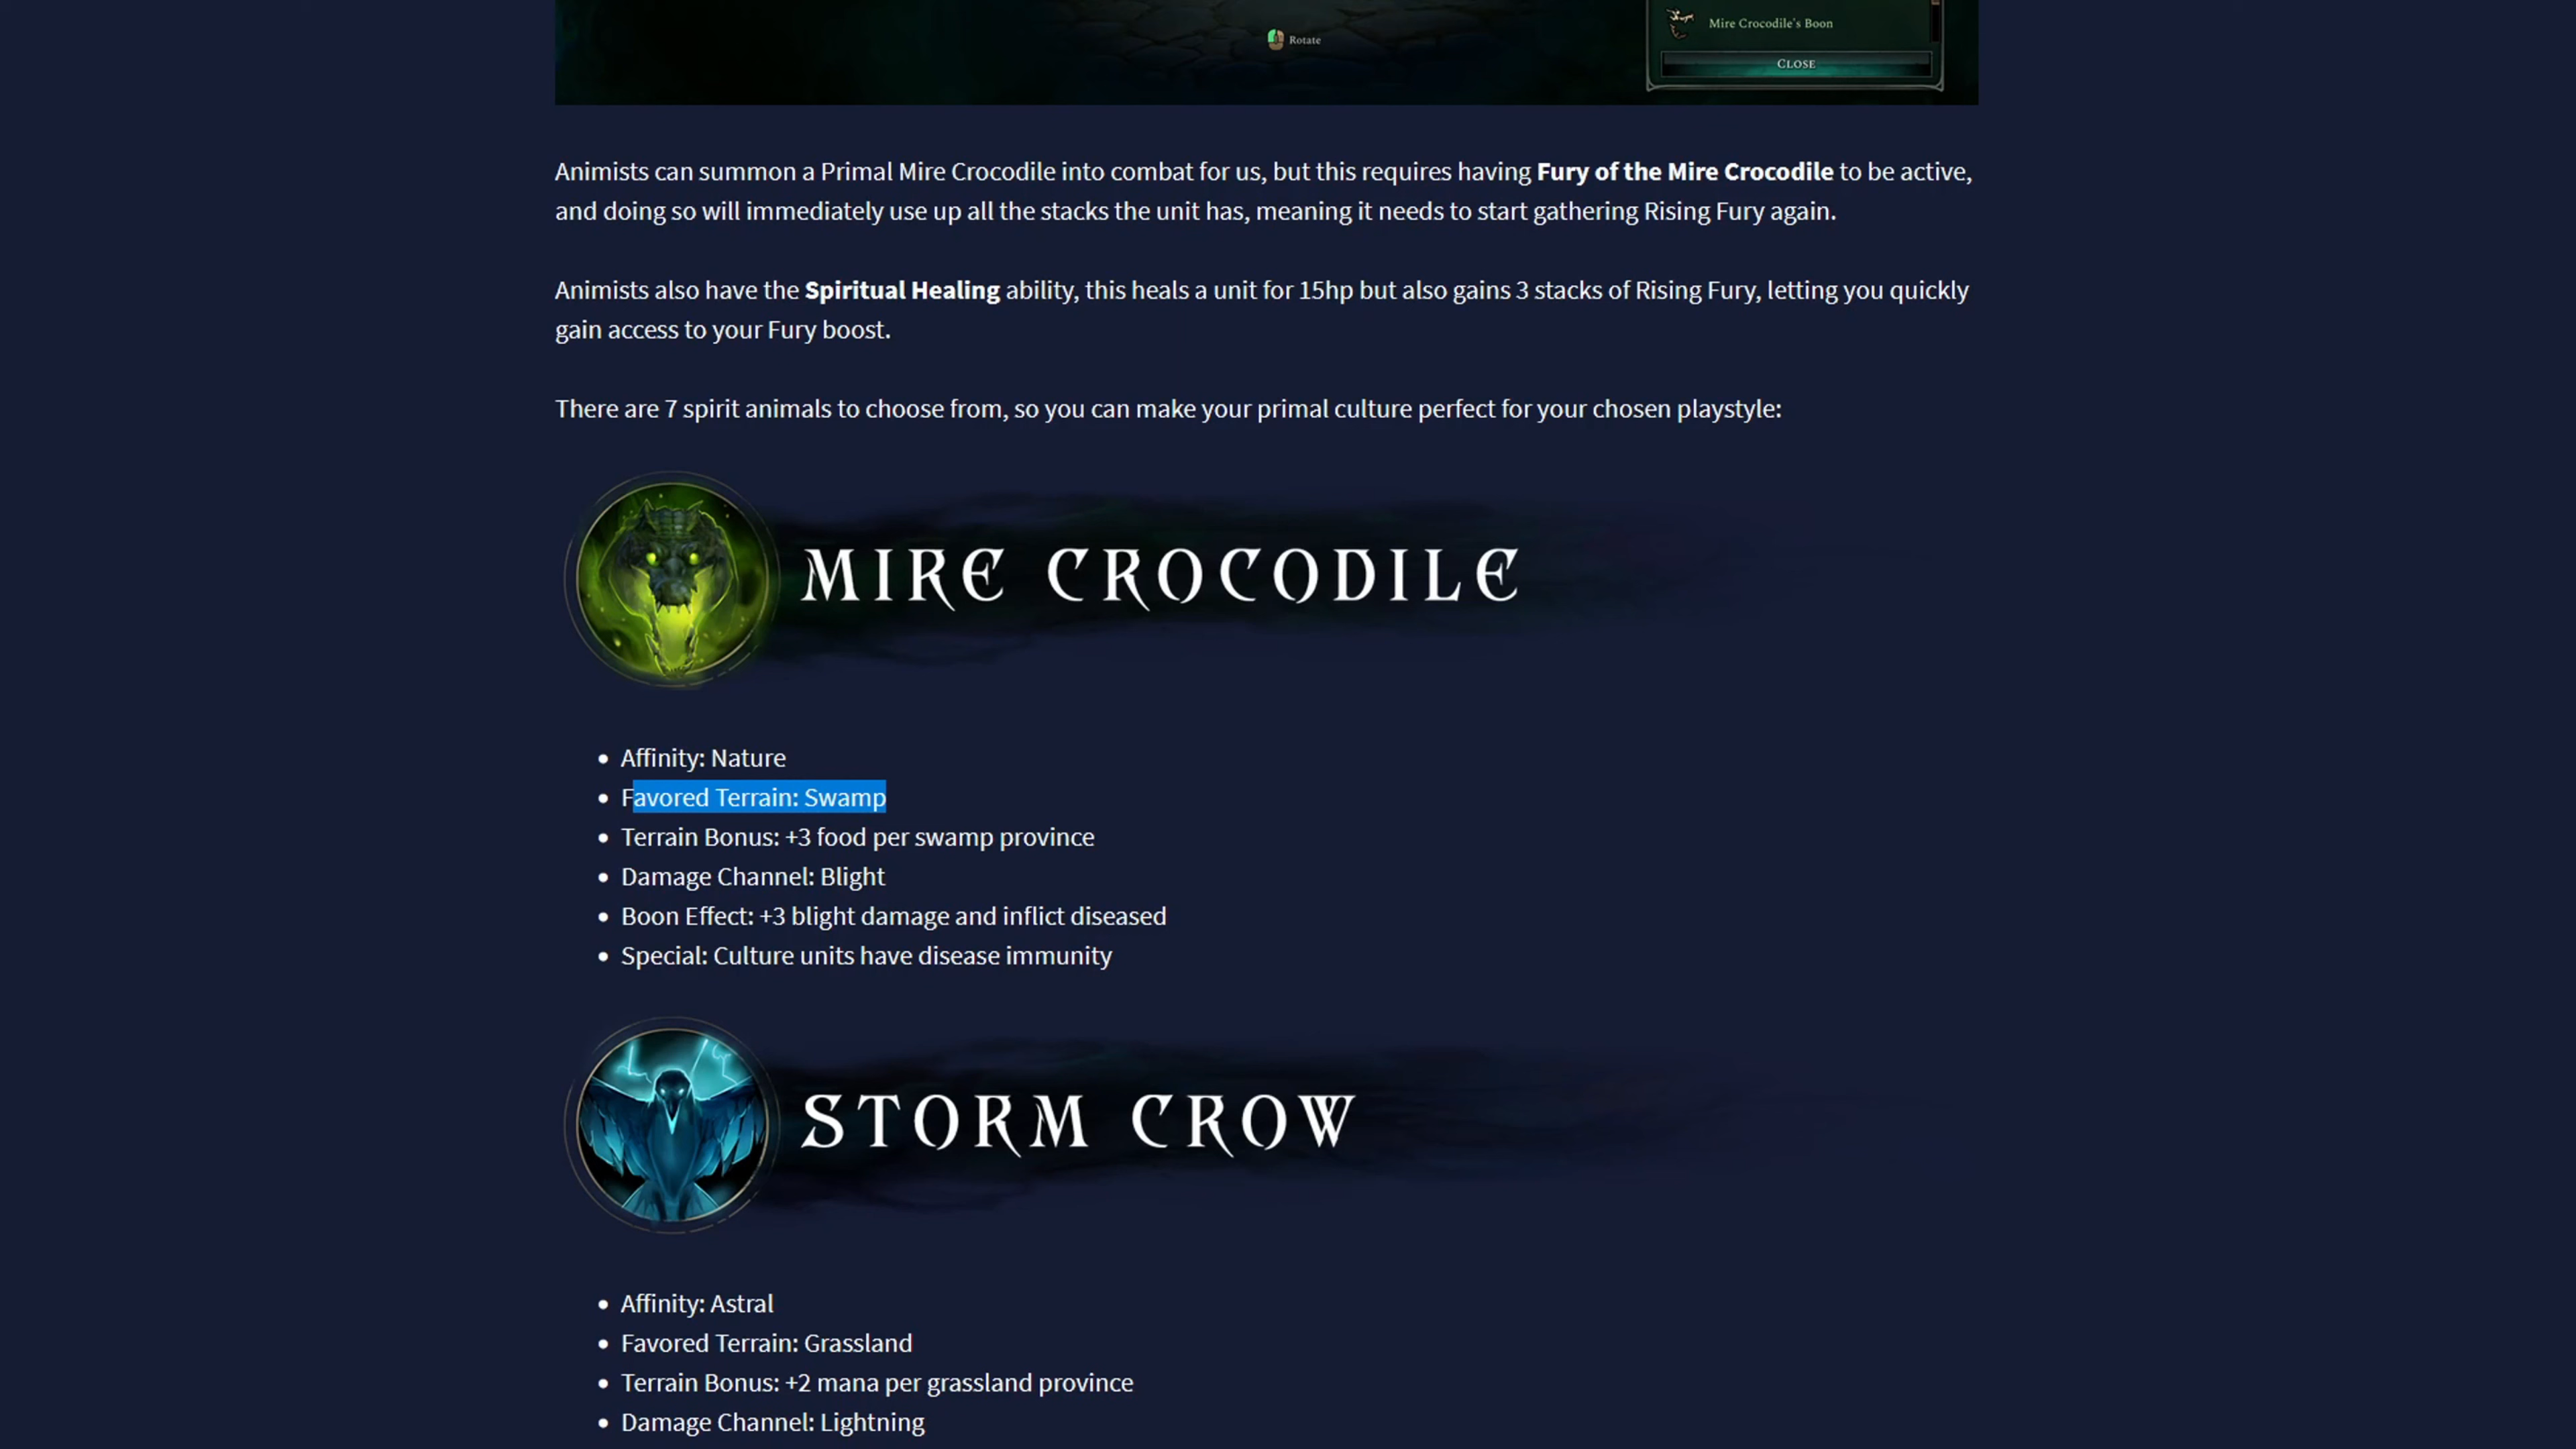 Mire Crocodile's Boon
Rotate
CLOSE
Animists can summon a Primal Mire Crocodile into combat for us, but this requires having Fury of the Mire Crocodile to be active,
and doing so will immediately use up all the stacks the unit has, meaning it needs to start gathering Rising Fury again.
Animists also have the Spiritual Healing ability, this heals a unit for 15hp but also gains 3 stacks of Rising Fury, letting you quickly
gain access to your Fury boost.
There are 7 spirit animals to choose from, so you can make your primal culture perfect for your chosen playstyle:
MIRE CROCODILE
• Affinity: Nature
• Favored Terrain: Swamp
• Terrain Bonus: +3 food per swamp province
• Damage Channel: Blight
• Boon Effect: +3 blight damage and inflict diseased
• Special: Culture units have disease immunity
STORM CROW
• Affinity: Astral
• Favored Terrain: Grassland
• Terrain Bonus: +2 mana per grassland province
• Damage Channel: Lightning